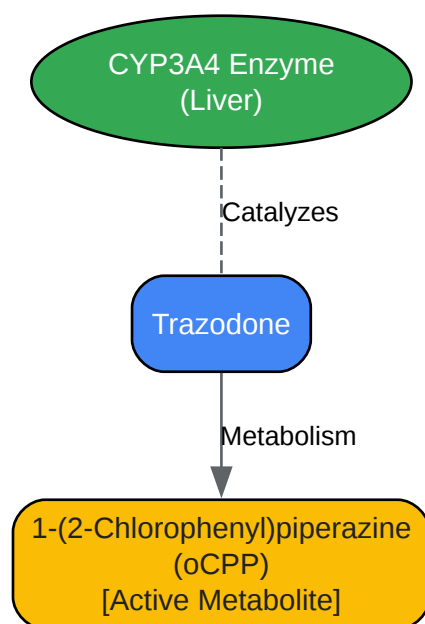 CYP3A4 Enzyme
(Liver)
Catalyzes
Trazodone
Metabolism
1-(2-Chlorophenyl)piperazine
(oCPP)
[Active Metabolite]